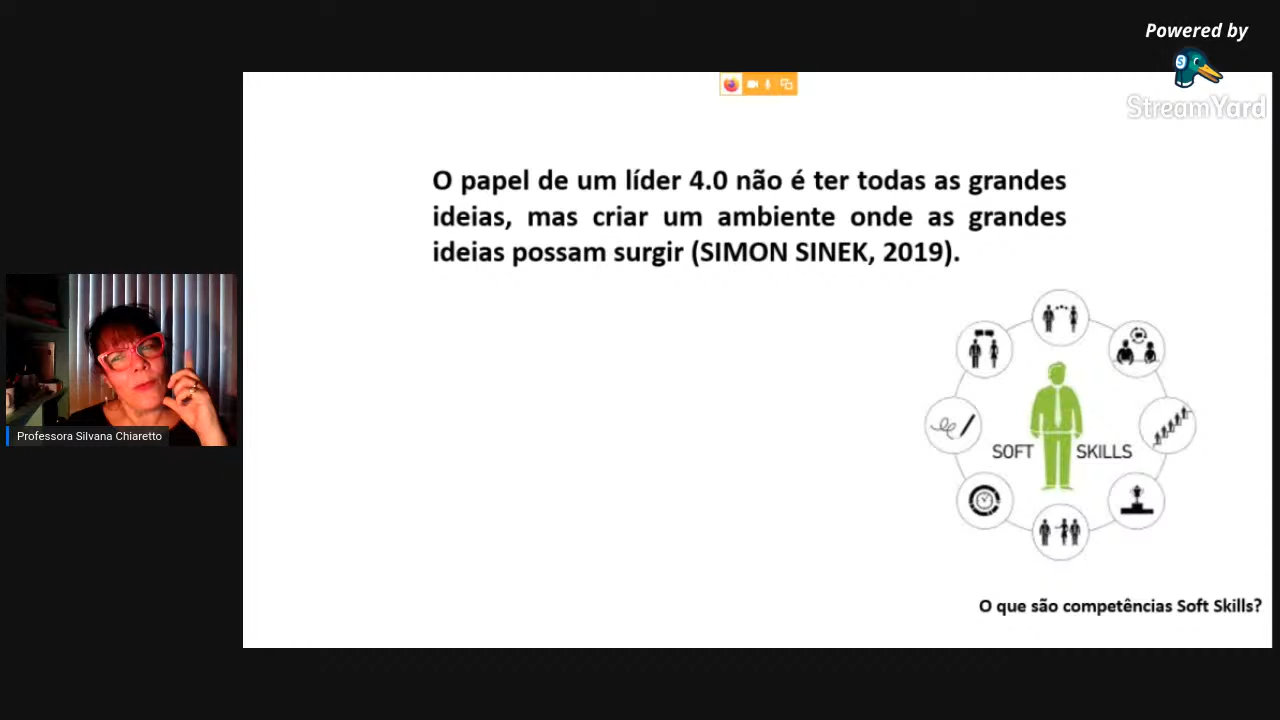 Powered by
StreamYard
O papel de um líder 4.0 não é ter todas as grandes
ideias, mas criar um ambiente onde as grandes
ideias possam surgir (SIMON SINEK, 2019).
SOFT SKILLS
Professora Silvana Chiaretto
O que são competências Soft Skills?